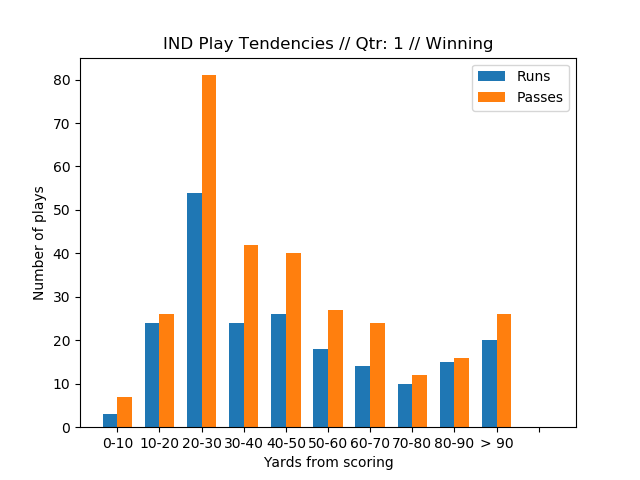 IND Play Tendencies // Qtr: 1 // Winning
Runs
Passes
Number of plays
80
70
60
50
40
30
20
10
0
0-10 10-20 20-30 30-40 40-50 50-60 60-70 70-80 80-90 > 90
Yards from scoring